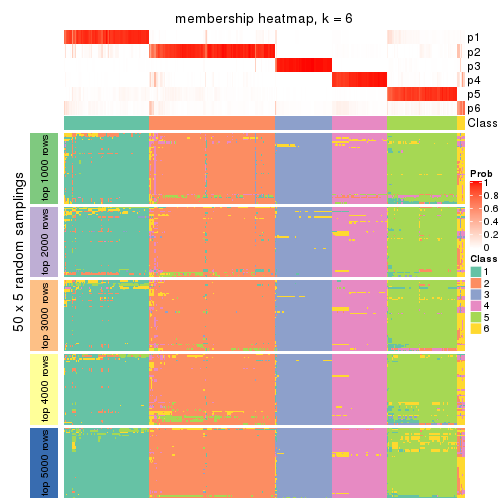 membership heatmap, k = 6
p1
p2
p3
p4
p5
p6
Class
50 x 5 random samplings
top 1000 rows
top 2000 rows
top 3000 rows
top 4000 rows
top 5000 rows
Prob
1
0.8
0.6
0.4
0.2
0
Class
1
2
3
4
5
6